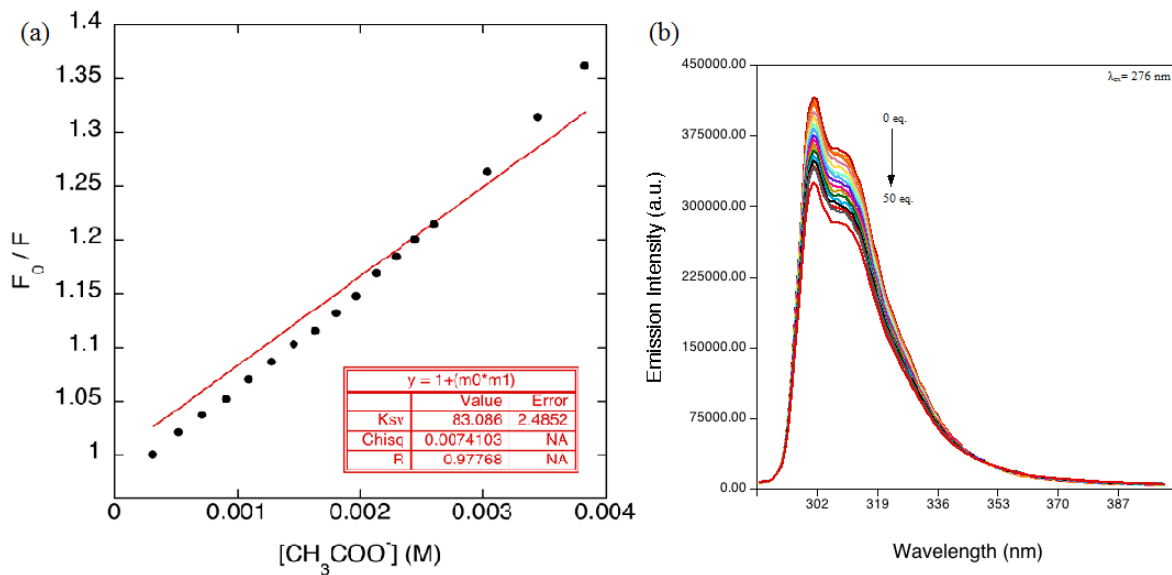 (a)
1.4
1.35
1.3
1.25
1.2
1.15
1.1
1.05
1
F0 / F
0 0.001 0.002 0.003 0.004
[CH3COO-] (M)
y = 1+(m0*m1)
Value Error
Ksv 83.086 2.4852
Chisq 0.0074103 NA
R 0.97768 NA
(b)
λex= 276 nm
450000.00
375000.00
300000.00
225000.00
150000.00
75000.00
0.00
Emission Intensity (a.u.)
0 eq.
50 eq.
302 319 336 353 370 387
Wavelength (nm)